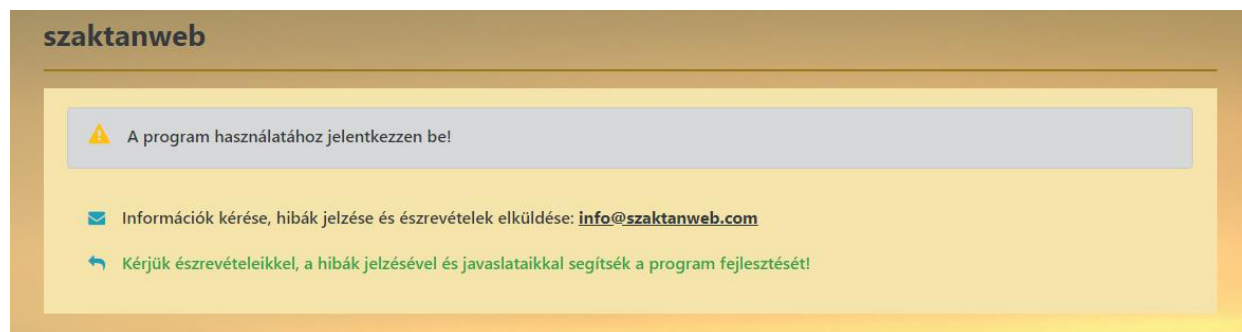 szaktanweb
A program használatához jelentkezzen be!
Információk kérése, hibák jelzése és észrevételek elküldése: info@szaktanweb.com
Kérjük észrevételeikkel, a hibák jelzésével és javaslataikkal segítsék a program fejlesztését!